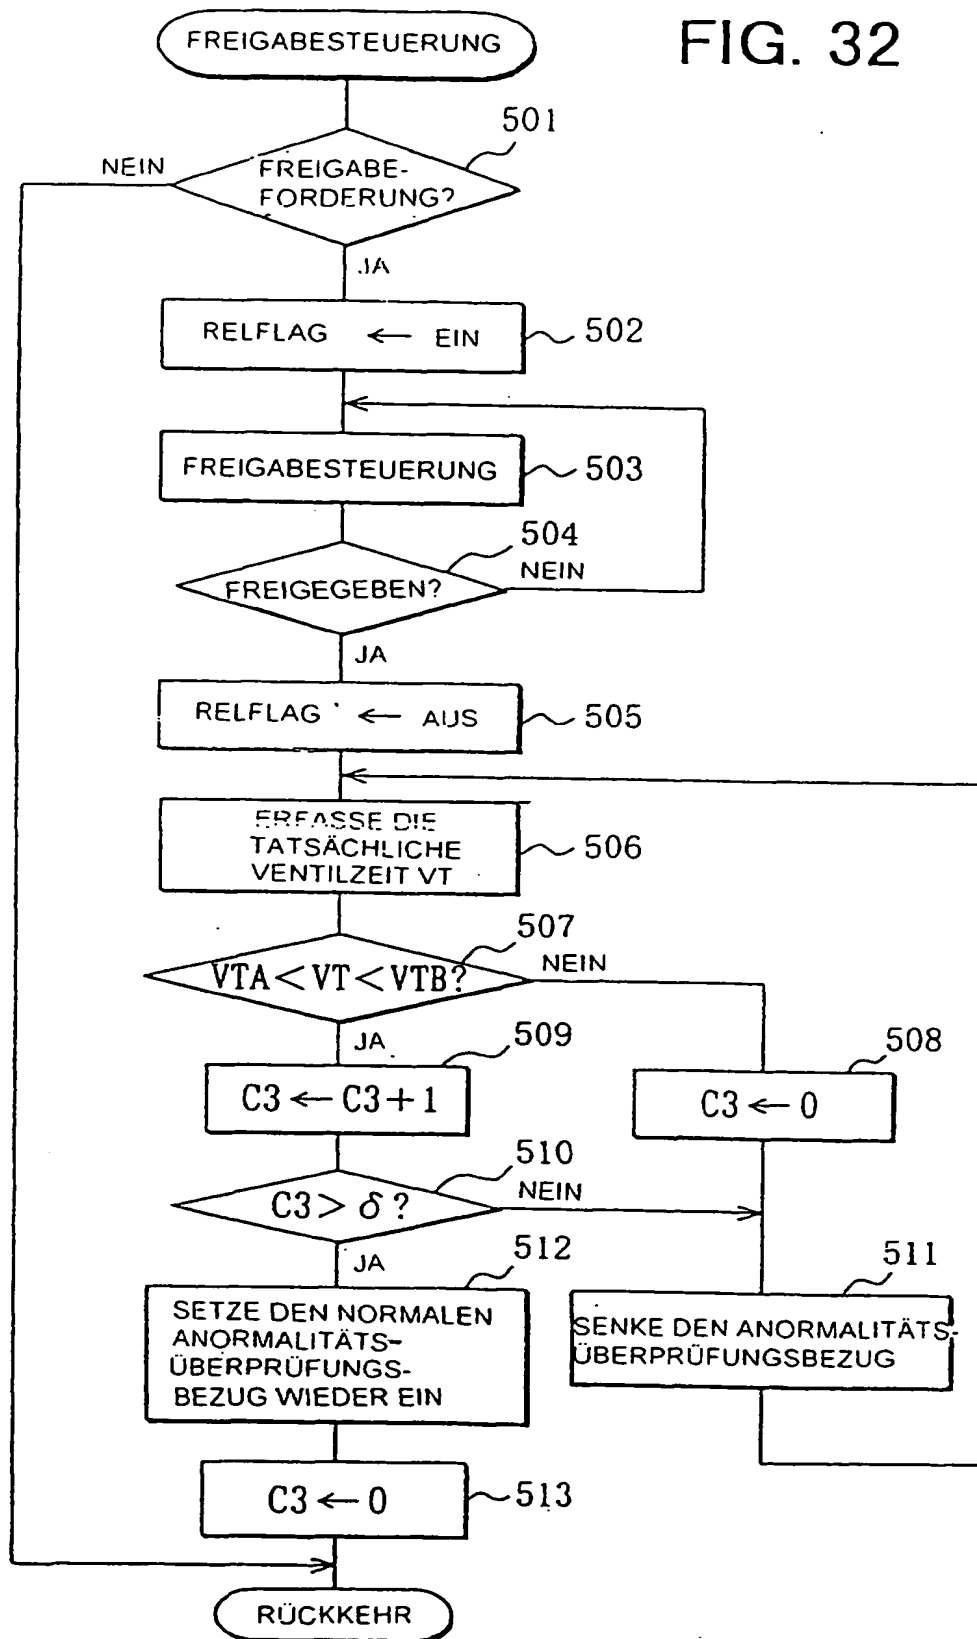 FREIGABESTEUERUNG
FIG. 32
501
NEIN
FREIGABE-
FORDERUNG?
JA
RELFLAG ← EIN
502
FREIGABESTEUERUNG
503
504
FREIGEGEBEN?
NEIN
JA
RELFLAG ← AUS
505
ERFASSE DIE
TATSÄCHLICHE
VENTILZEIT VT
506
507
VTA < VT < VTB?
NEIN
JA
509
508
C3 ← C3 + 1
C3 ← 0
510
C3 > δ ?
NEIN
JA
512
511
SETZE DEN NORMALEN
ANORMALITÄTS-
ÜBERPRÜFUNGS-
BEZUG WIEDER EIN
SENKE DEN ANORMALITÄTS-
ÜBERPRÜFUNGSBEZUG
C3 ← 0
513
RÜCKKEHR